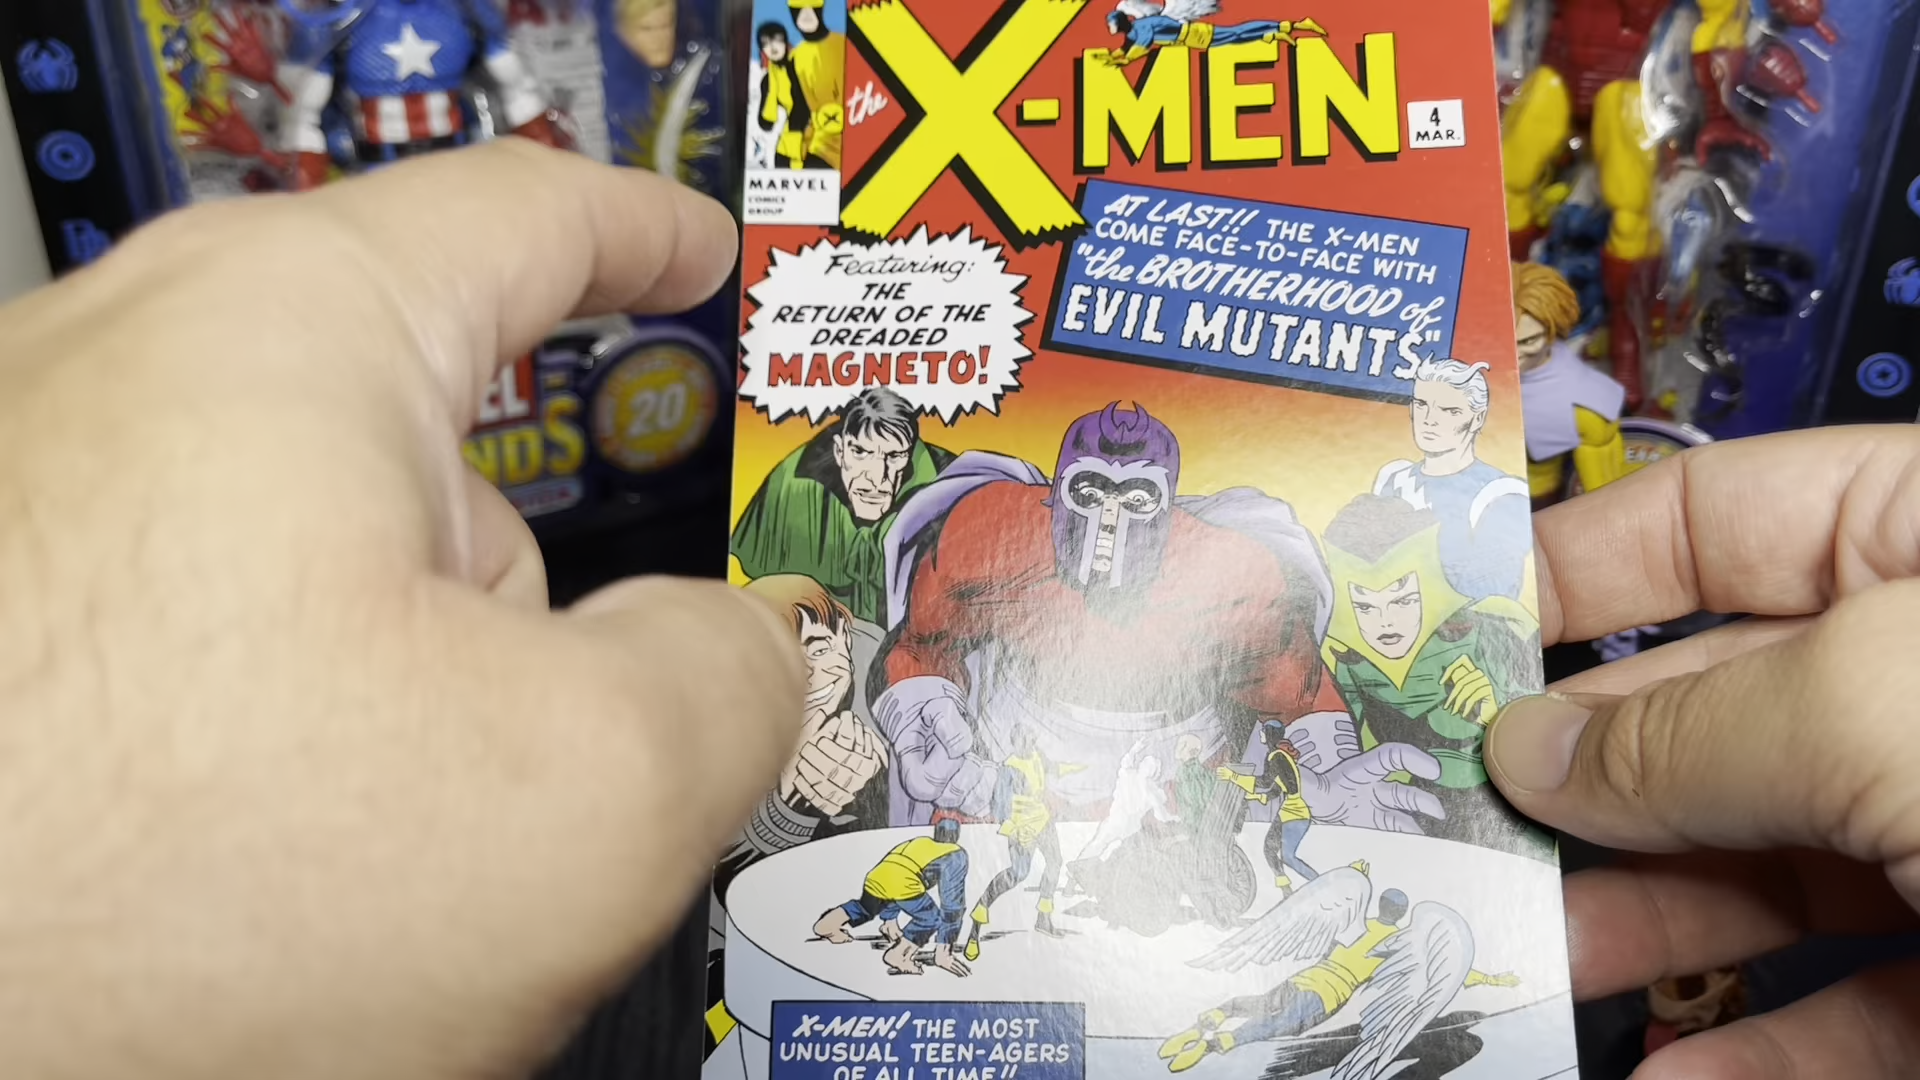 the X-MEN
4
MAR.
MARVEL
COMICS
GROUP
AT LAST!! THE X-MEN
COME FACE-TO-FACE WITH
"the BROTHERHOOD of
EVIL MUTANTS"
Featuring:
THE
RETURN OF THE
DREADED
MAGNETO!
20
X-MEN! THE MOST
UNUSUAL TEEN-AGERS
OF ALL TIME!!